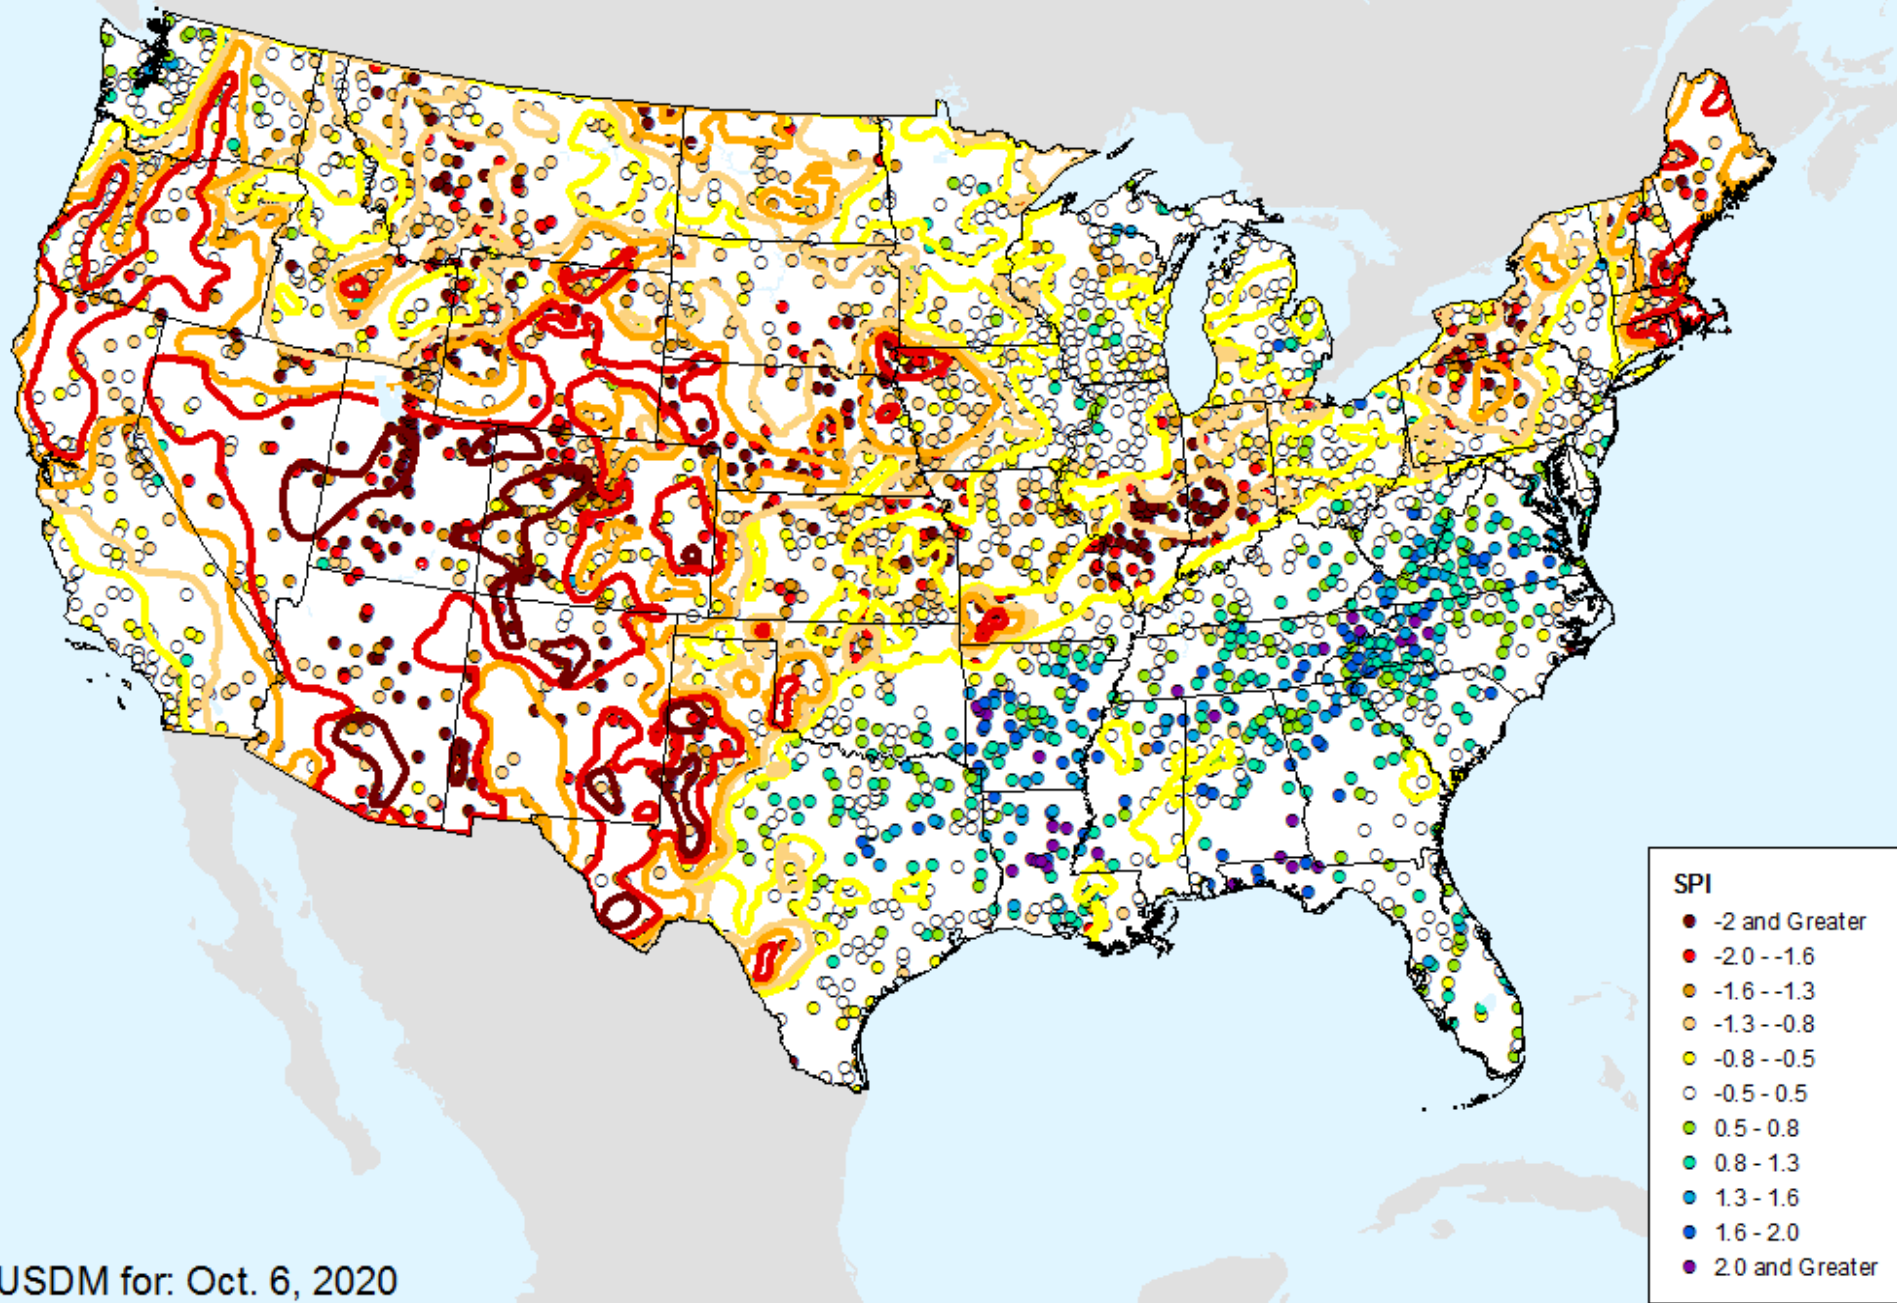 SPI
-2 and Greater
-2.0 - -1.6
-1.6 - -1.3
-1.3 - -0.8
-0.8 - -0.5
-0.5 - 0.5
0.5 - 0.8
0.8 - 1.3
1.3 - 1.6
1.6 - 2.0
2.0 and Greater
USDM for: Oct. 6, 2020